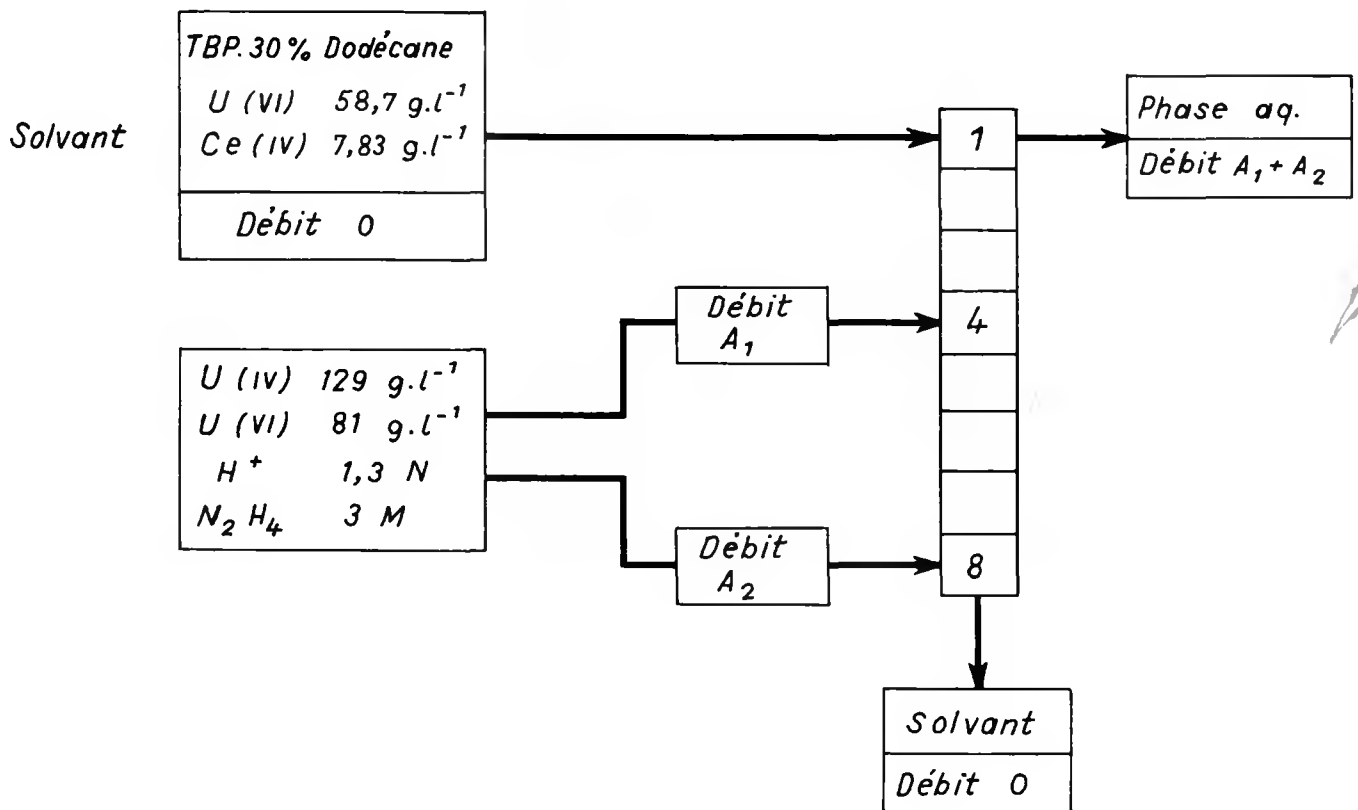 TBP. 30 % Dodécane
U (VI) 58,7 g.l⁻¹
Ce (IV) 7,83 g.l⁻¹
Débit O
Solvant
1
Phase aq.
Débit A₁ + A₂
4
Débit
A₁
U (IV) 129 g.l⁻¹
U (VI) 81 g.l⁻¹
H⁺ 1,3 N
N₂ H₄ 3 M
Débit
A₂
8
Solvant
Débit O